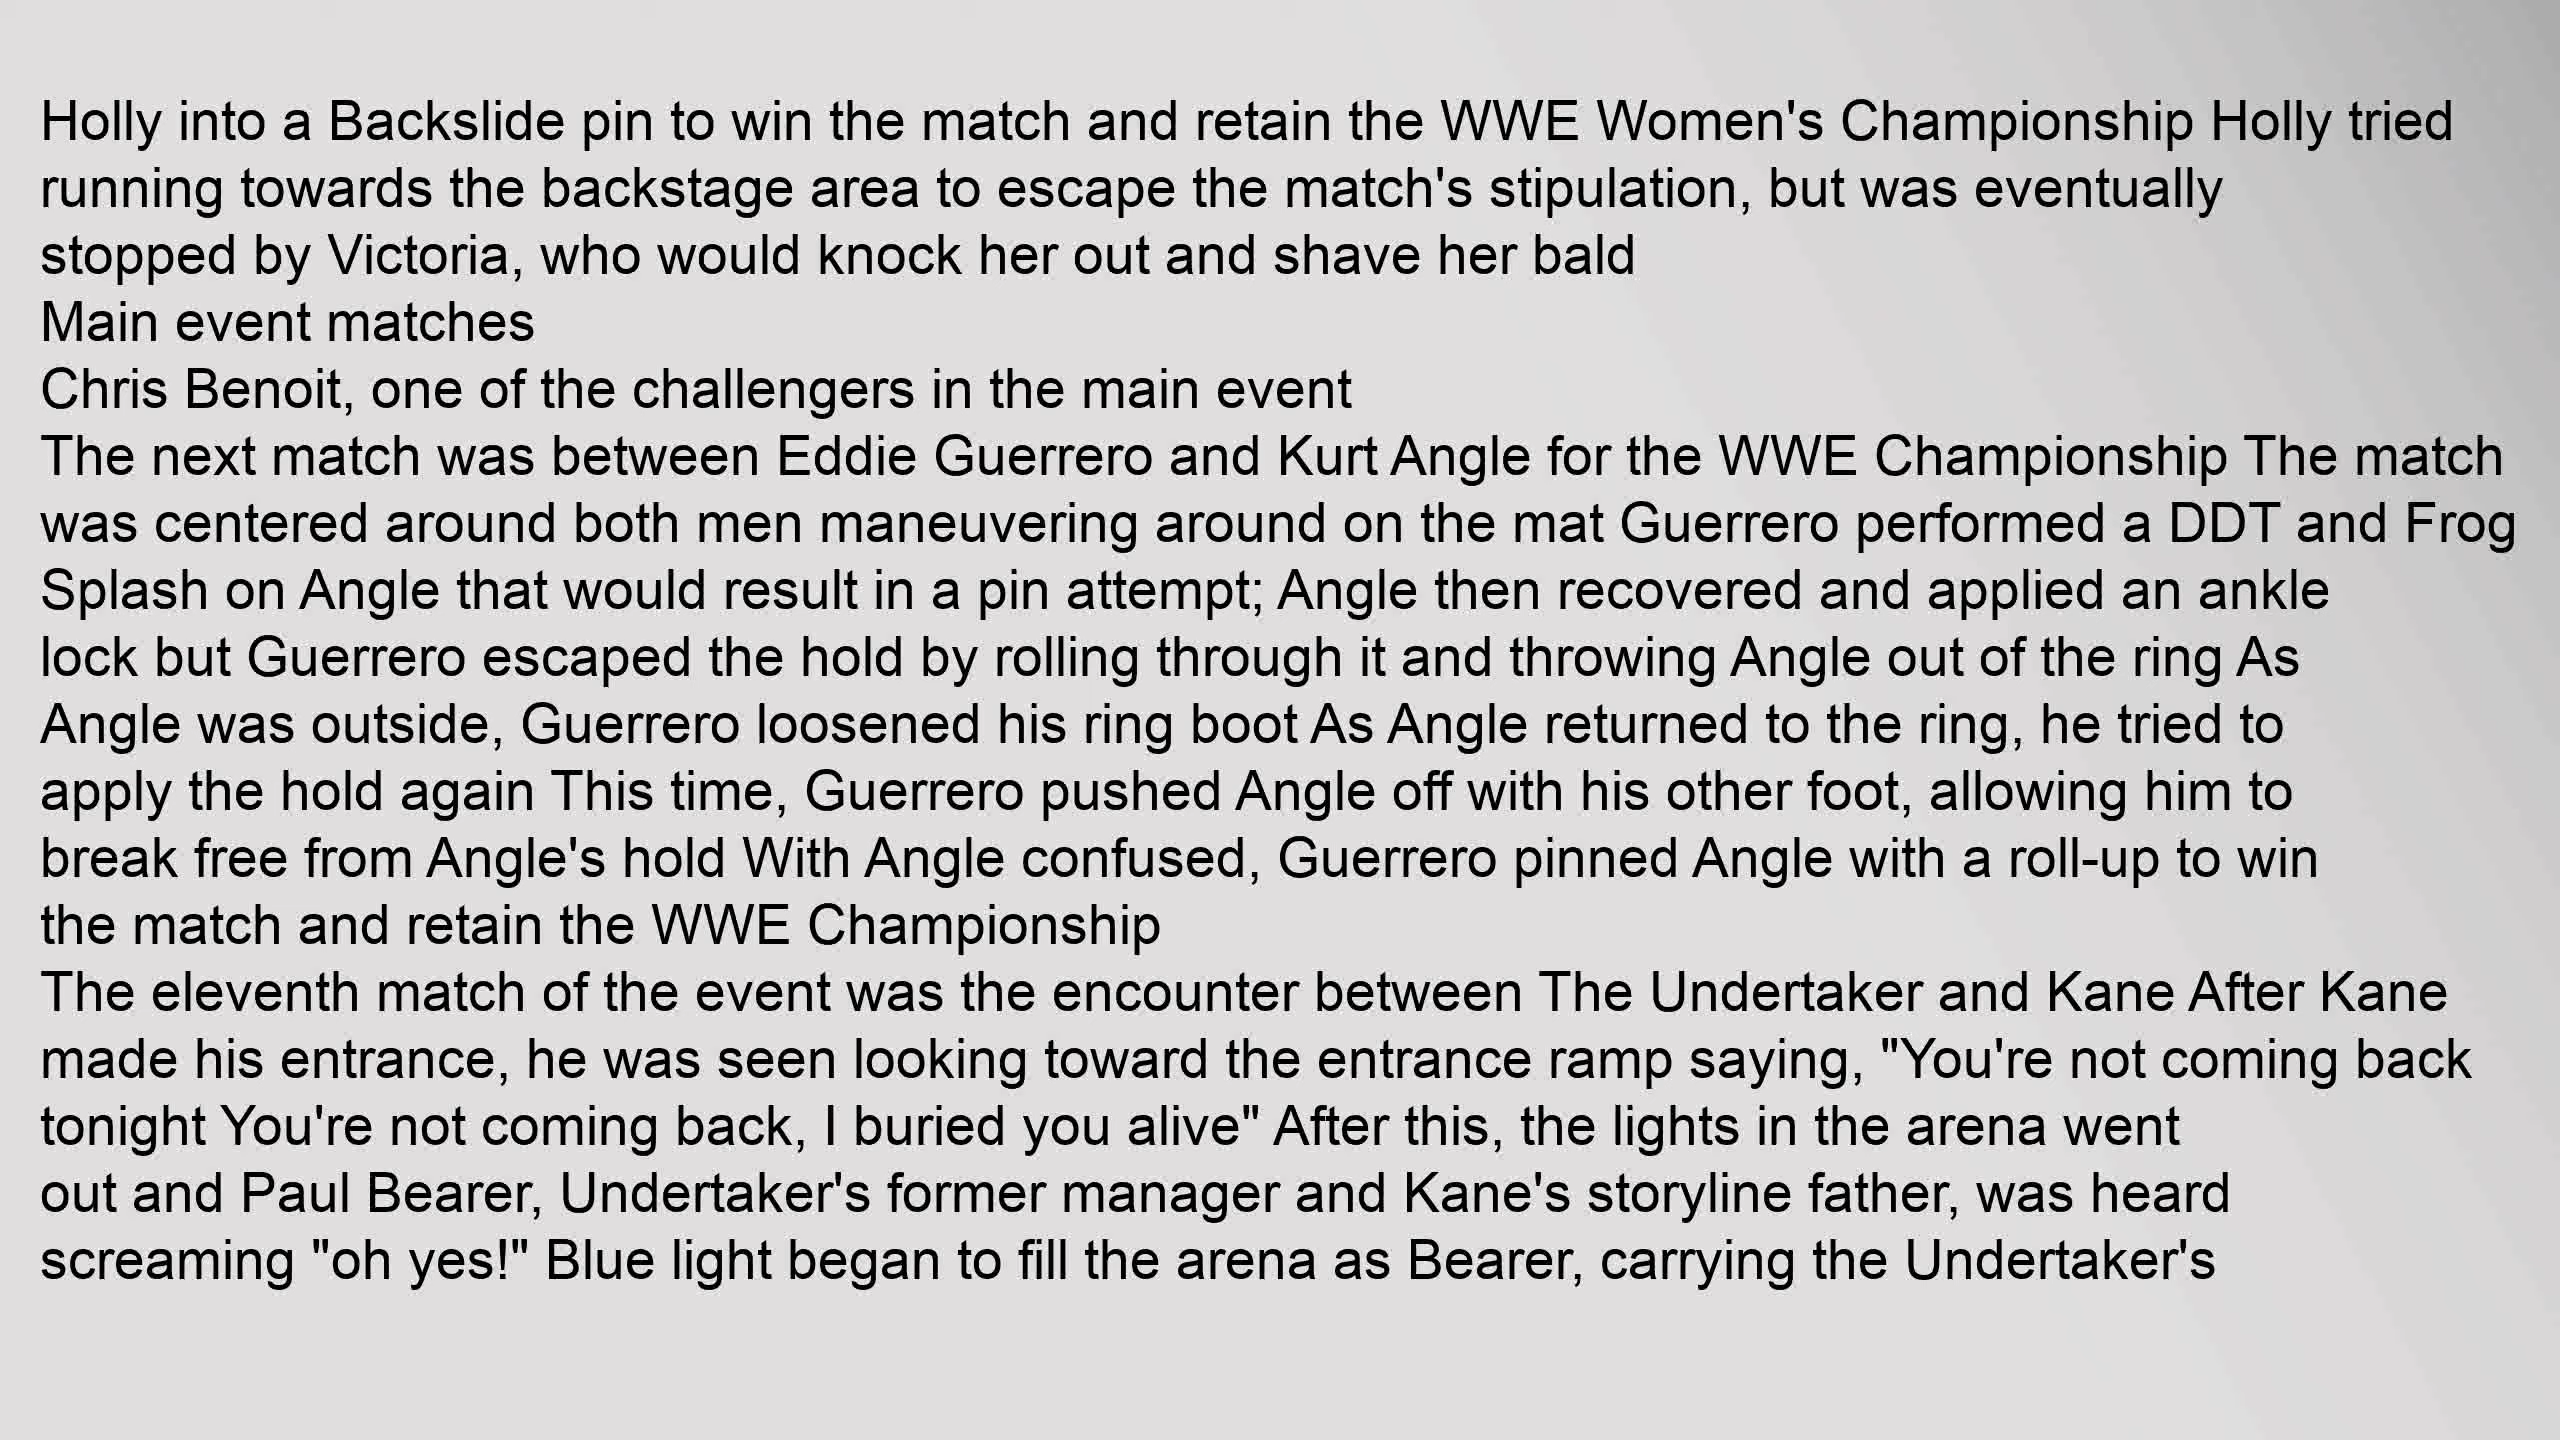 Holly into a Backslide pin to win the match and retain the WWE Women's Championship Holly tried
running towards the backstage area to escape the match's stipulation, but was eventually
stopped by Victoria, who would knock her out and shave her bald
Main event matches
Chris Benoit, one of the challengers in the main event
The next match was between Eddie Guerrero and Kurt Angle for the WWE Championship The match
was centered around both men maneuvering around on the mat Guerrero performed a DDT and Frog
Splash on Angle that would result in a pin attempt; Angle then recovered and applied an ankle
lock but Guerrero escaped the hold by rolling through it and throwing Angle out of the ring As
Angle was outside, Guerrero loosened his ring boot As Angle returned to the ring, he tried to
apply the hold again This time, Guerrero pushed Angle off with his other foot, allowing him to
break free from Angle's hold With Angle confused, Guerrero pinned Angle with a roll-up to win
the match and retain the WWE Championship
The eleventh match of the event was the encounter between The Undertaker and Kane After Kane
made his entrance, he was seen looking toward the entrance ramp saying, "You're not coming back
tonight You're not coming back, I buried you alive" After this, the lights in the arena went
out and Paul Bearer, Undertaker's former manager and Kane's storyline father, was heard
screaming "oh yes!" Blue light began to fill the arena as Bearer, carrying the Undertaker's